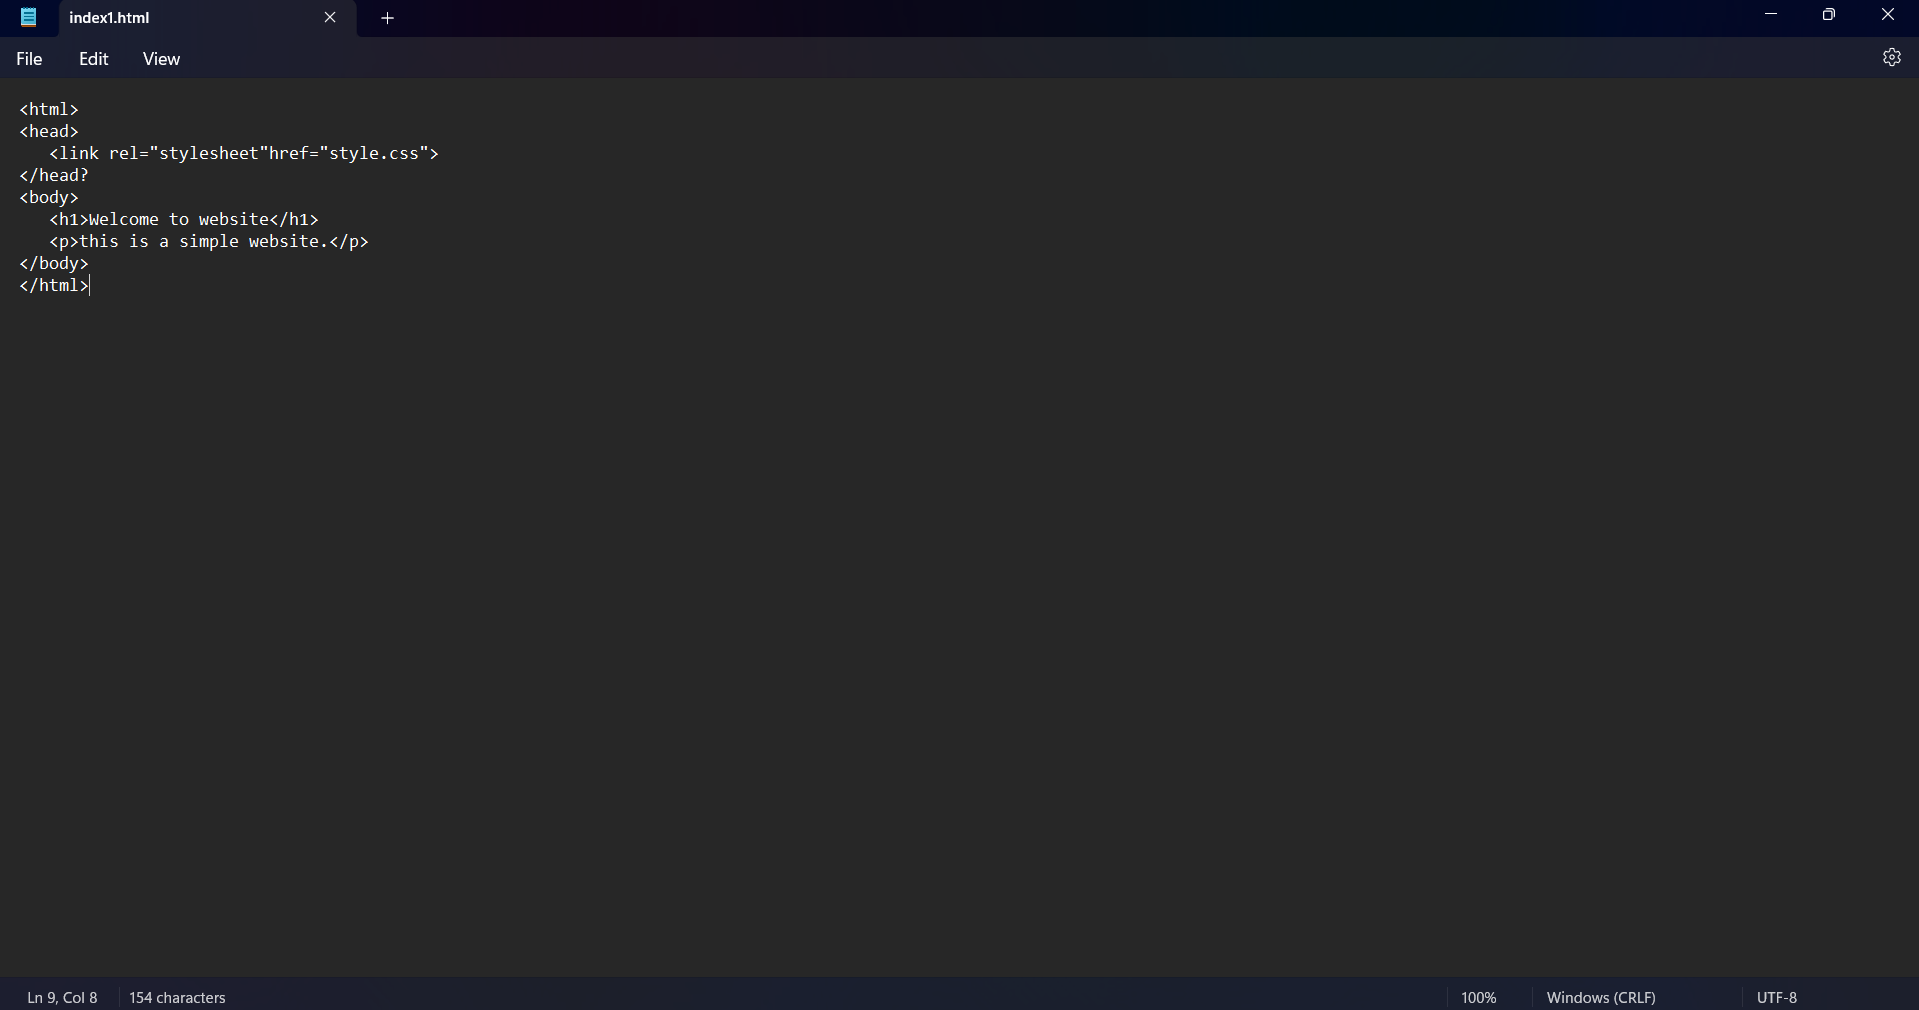 index1.html
File Edit View
<html>
<head>
   <link rel="stylesheet"href="style.css">
</head?
<body>
   <h1>Welcome to website</h1>
   <p>this is a simple website.</p>
</body>
</html>
Ln 9, Col 8 154 characters 100% Windows (CRLF) UTF-8